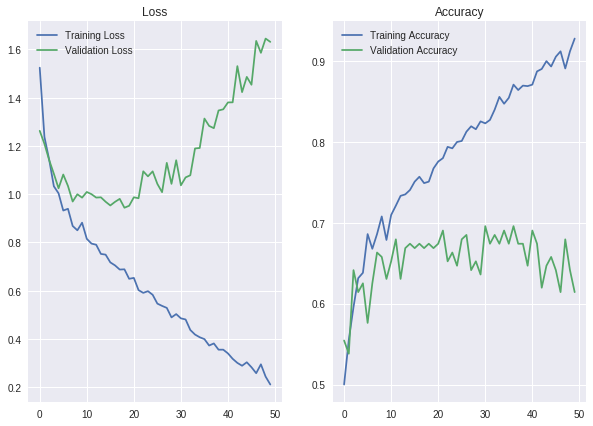 Loss
Training Loss
Validation Loss
1.6
1.4
1.2
1.0
0.8
0.6
0.4
0.2
0 10 20 30 40 50
Accuracy
Training Accuracy
Validation Accuracy
0.9
0.8
0.7
0.6
0.5
0 10 20 30 40 50